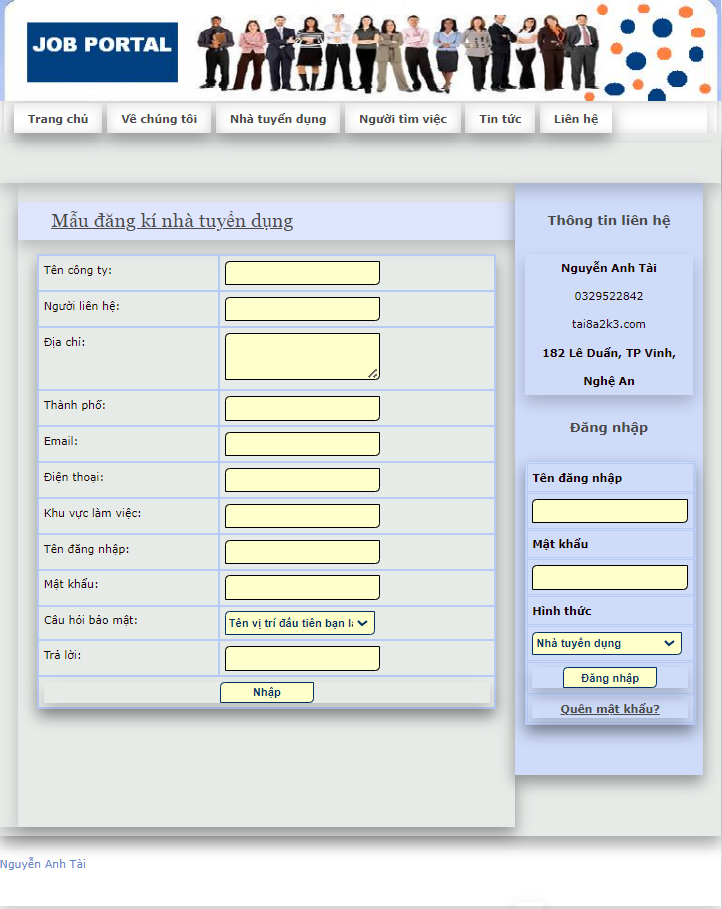 JOB PORTAL
Trang chủ Về chúng tôi Nhà tuyển dụng Người tìm việc Tin tức Liên hệ
Mẫu đăng kí nhà tuyển dụng
Tên công ty:
Người liên hệ:
Địa chỉ:
Thành phố:
Email:
Điện thoại:
Khu vực làm việc:
Tên đăng nhập:
Mật khẩu:
Câu hỏi bảo mật: Tên vị trí đầu tiên bạn là
Trả lời:
Nhập
Thông tin liên hệ
Nguyễn Anh Tài
0329522842
tai8a2k3.com
182 Lê Duẩn, TP Vinh,
Nghệ An
Đăng nhập
Tên đăng nhập
Mật khẩu
Hình thức
Nhà tuyển dụng
Đăng nhập
Quên mật khẩu?
Nguyễn Anh Tài